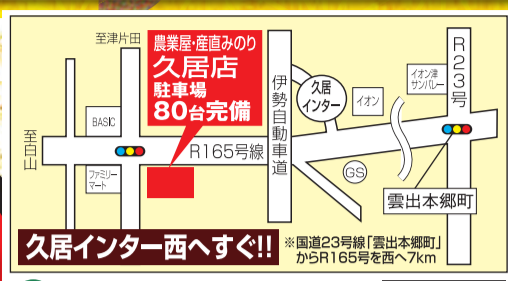 至津片田
農業屋・産直みのり
久居店
駐車場
80台完備
伊勢自動車道
久居
インター
イオン
イオン津
サンバレー
R23号
BASIC
至白山
ファミリー
マート
R165号線
GS
雲出本郷町
久居インター西へすぐ!!
※国道23号線「雲出本郷町」
からR165号を西へ7km